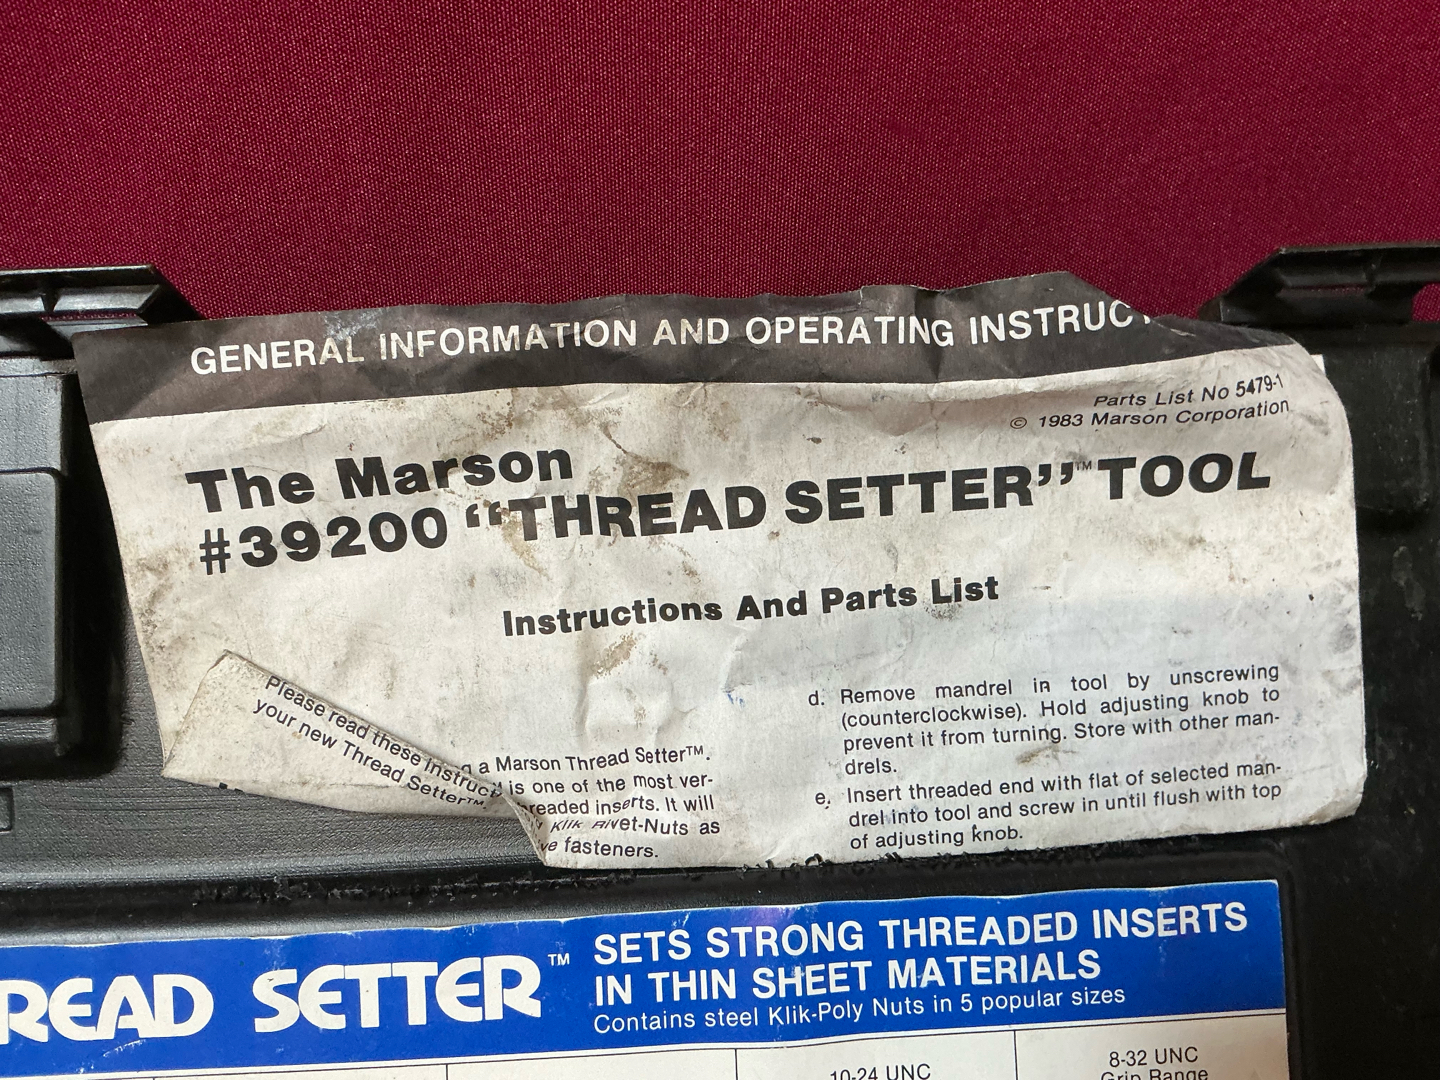 GENERAL INFORMATION AND OPERATING
Parts List No 5479-1
© 1983 Marson Corporation
The Marson
#39200 “THREAD SETTER”™ TOOL
Instructions And Parts List
Please read these
your new Thread Setter™.
a Marson Thread Setter™.
is one of the most ver-
inserts. It will
Klik Rivet-Nuts as
fasteners.
d. Remove mandrel in tool by unscrewing
(counterclockwise). Hold adjusting knob to
prevent it from turning. Store with other man-
drels.
e. Insert threaded end with flat of selected man-
drel into tool and screw in until flush with top
of adjusting knob.
SETTER™
SETS STRONG THREADED INSERTS
IN THIN SHEET MATERIALS
Contains steel Klik-Poly Nuts in 5 popular sizes
10-24 UNC
8-32 UNC
Grip Range